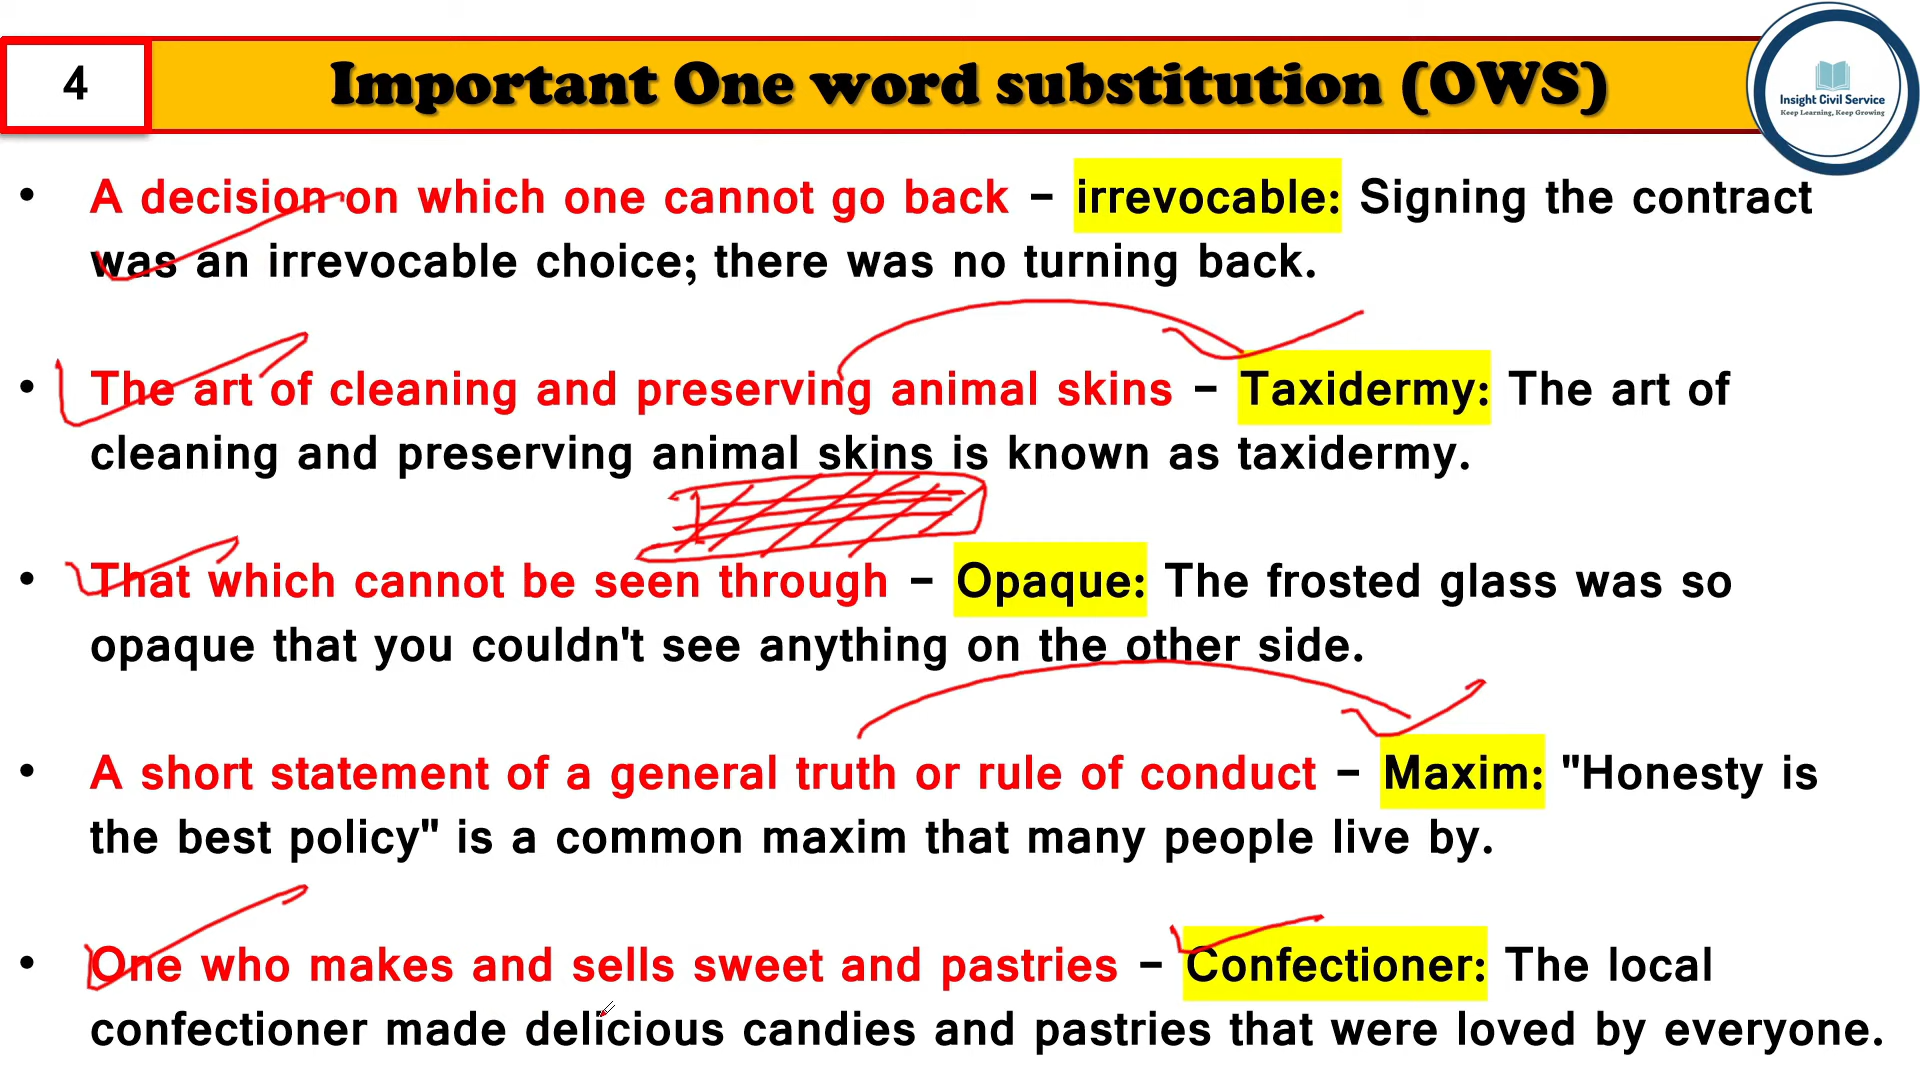 4
Important One word substitution (OWS)
Insight Civil Service
Keep Learning, Keep Growing
• A decision on which one cannot go back – irrevocable: Signing the contract
was an irrevocable choice; there was no turning back.
• The art of cleaning and preserving animal skins – Taxidermy: The art of
cleaning and preserving animal skins is known as taxidermy.
• That which cannot be seen through – Opaque: The frosted glass was so
opaque that you couldn't see anything on the other side.
• A short statement of a general truth or rule of conduct – Maxim: "Honesty is
the best policy" is a common maxim that many people live by.
• One who makes and sells sweet and pastries – Confectioner: The local
confectioner made delicious candies and pastries that were loved by everyone.